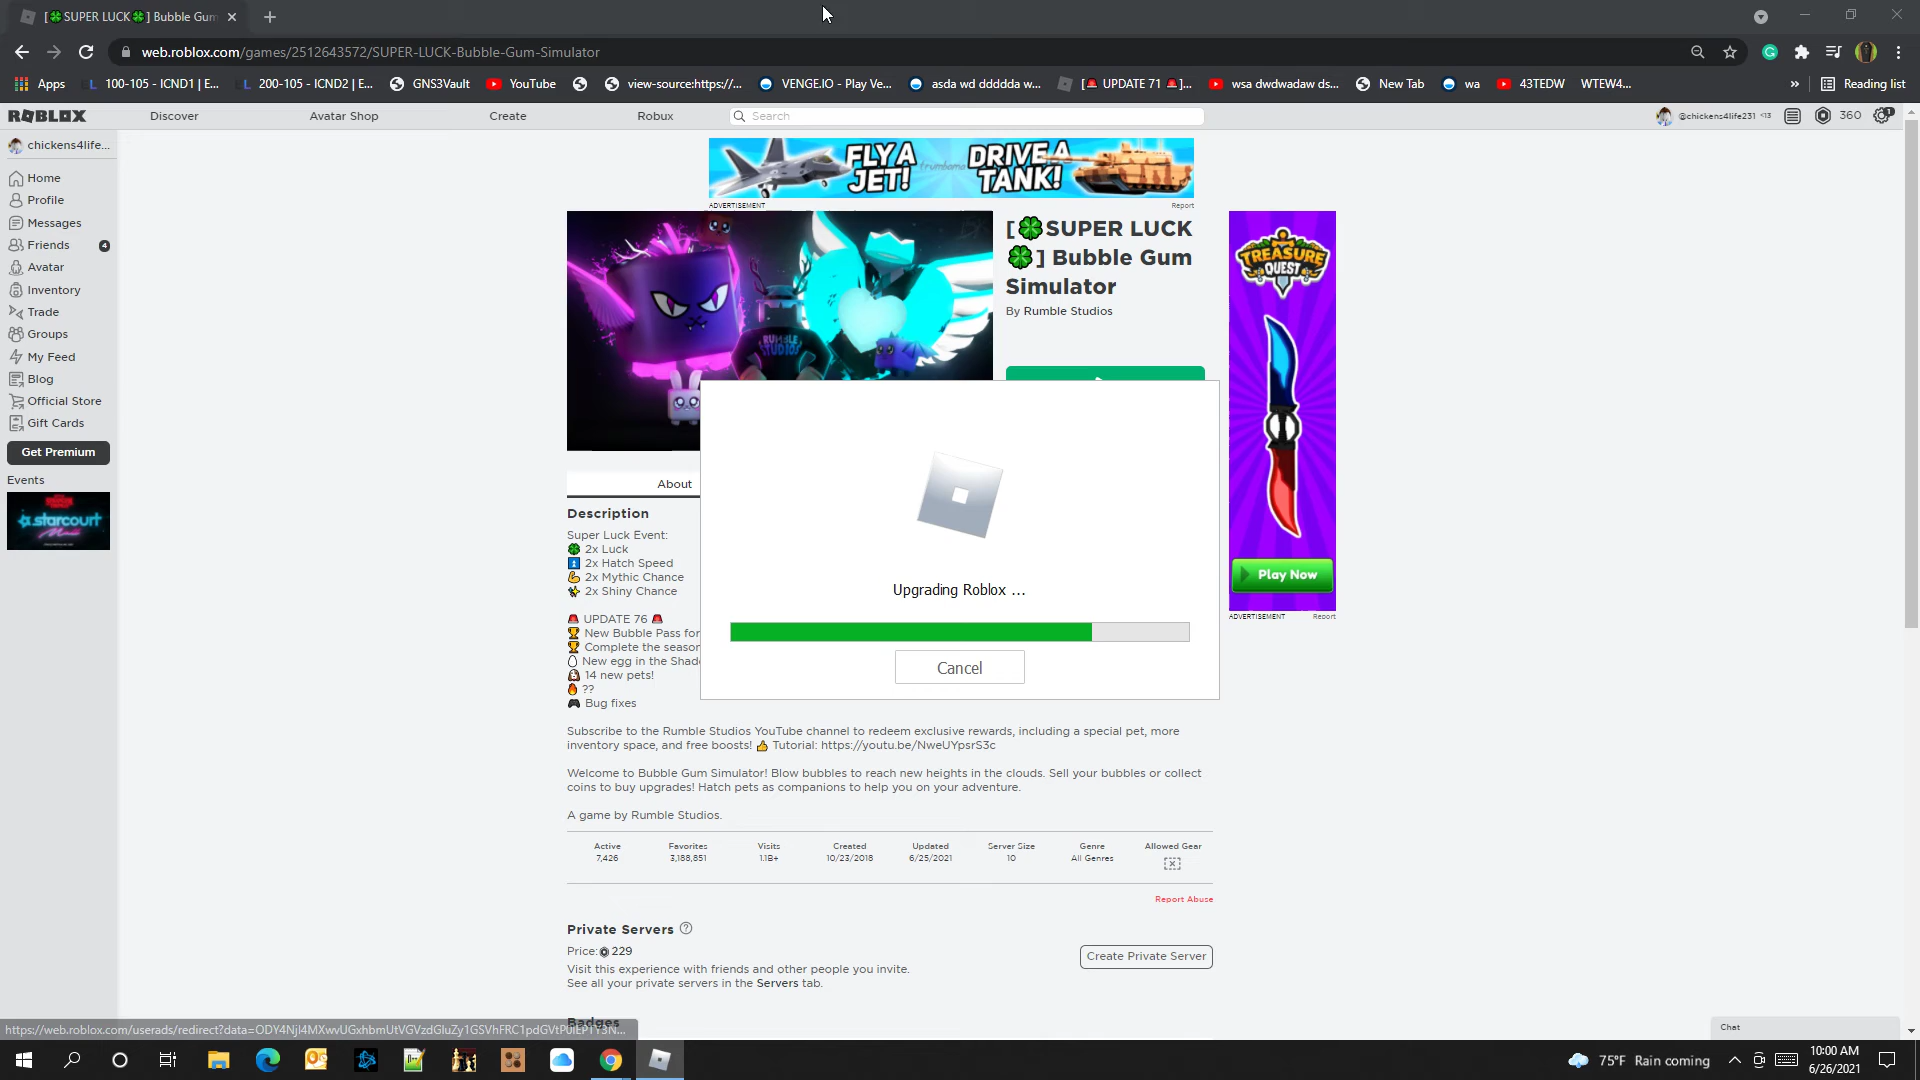 [🍀SUPER LUCK🍀] Bubble Gum
web.roblox.com/games/2512643572/SUPER-LUCK-Bubble-Gum-Simulator
Apps
100-105 - ICND1 | E...
200-105 - ICND2 | E...
GNS3Vault
YouTube
view-source:https://...
VENGE.IO - Play Ve...
asda wd ddddda w...
[🚨 UPDATE 71 🚨]...
wsa dwdwadaw ds...
New Tab
wa
43TEDW
WTEW4...
»
Reading list
ROBLOX
Discover
Avatar Shop
Create
Robux
Search
@chickens4life231 <13
360
1
chickens4life...
Home
Profile
Messages
Friends 4
Avatar
Inventory
Trade
Groups
My Feed
Blog
Official Store
Gift Cards
Get Premium
Events
starcourt
FLY A
JET!
DRIVE A
TANK!
ADVERTISEMENT
Report
RUMBLE
STUDIOS
[🍀SUPER LUCK
🍀] Bubble Gum
Simulator
By Rumble Studios
TREASURE
QUEST
Play Now
ADVERTISEMENT
Report
Upgrading Roblox ...
Cancel
About
Description
Super Luck Event:
🍀 2x Luck
2x Hatch Speed
💪 2x Mythic Chance
✨ 2x Shiny Chance
🚨 UPDATE 76 🚨
🏆 New Bubble Pass for
🏆 Complete the season
🥚 New egg in the Shad
🐶 14 new pets!
🔥 ??
🎮 Bug fixes
Subscribe to the Rumble Studios YouTube channel to redeem exclusive rewards, including a special pet, more
inventory space, and free boosts! 👍 Tutorial: https://youtu.be/NweUYpsrS3c
Welcome to Bubble Gum Simulator! Blow bubbles to reach new heights in the clouds. Sell your bubbles or collect
coins to buy upgrades! Hatch pets as companions to help you on your adventure.
A game by Rumble Studios.
Active Favorites Visits Created Updated Server Size Genre Allowed Gear
7,426 3,188,851 1.1B+ 10/23/2018 6/25/2021 10 All Genres
Report Abuse
Private Servers
Price: 229
Visit this experience with friends and other people you invite.
See all your private servers in the Servers tab.
Create Private Server
Badges
Chat
75°F Rain coming
10:00 AM
6/26/2021